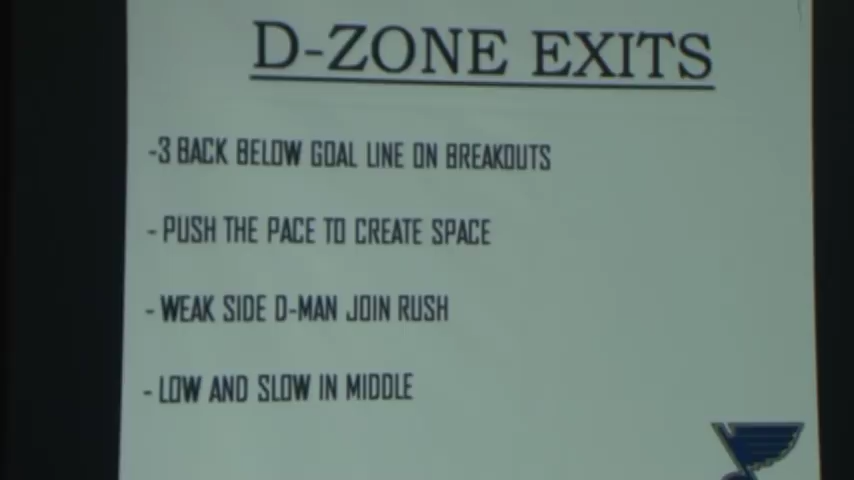 D-ZONE EXITS
-3 BACK BELOW GOAL LINE ON BREAKOUTS
- PUSH THE PACE TO CREATE SPACE
- WEAK SIDE D-MAN JOIN RUSH
- LOW AND SLOW IN MIDDLE